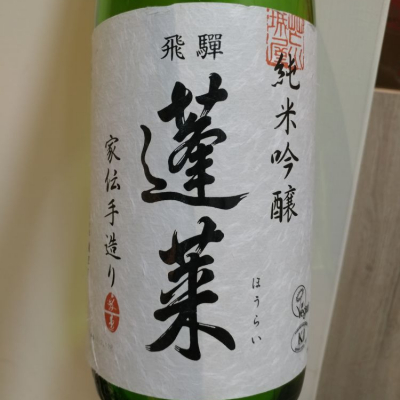 純米吟醸
飛騨
蓬莱
ほうらい
家伝手造り